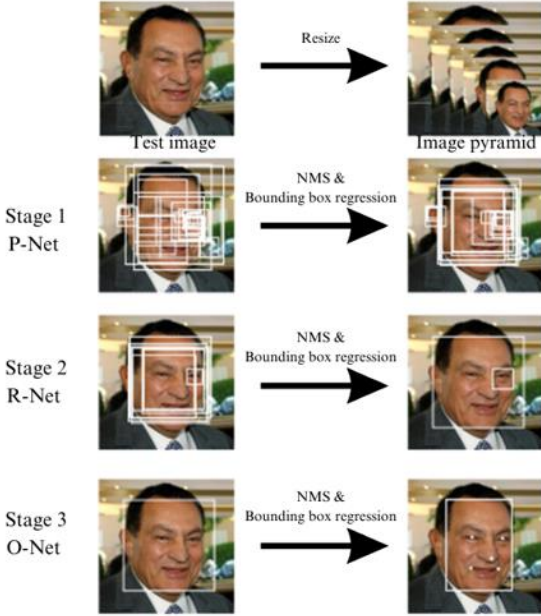 Resize
Test image
Image pyramid
Stage 1
P-Net
NMS &
Bounding box regression
Stage 2
R-Net
NMS &
Bounding box regression
Stage 3
O-Net
NMS &
Bounding box regression